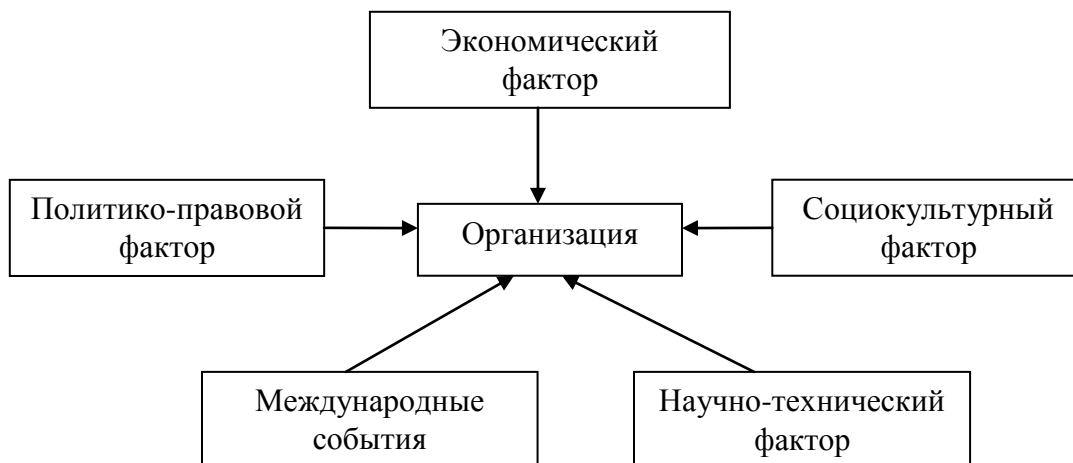 Экономический
фактор
Политико-правовой
фактор
Организация
Социокультурный
фактор
Международные
события
Научно-технический
фактор